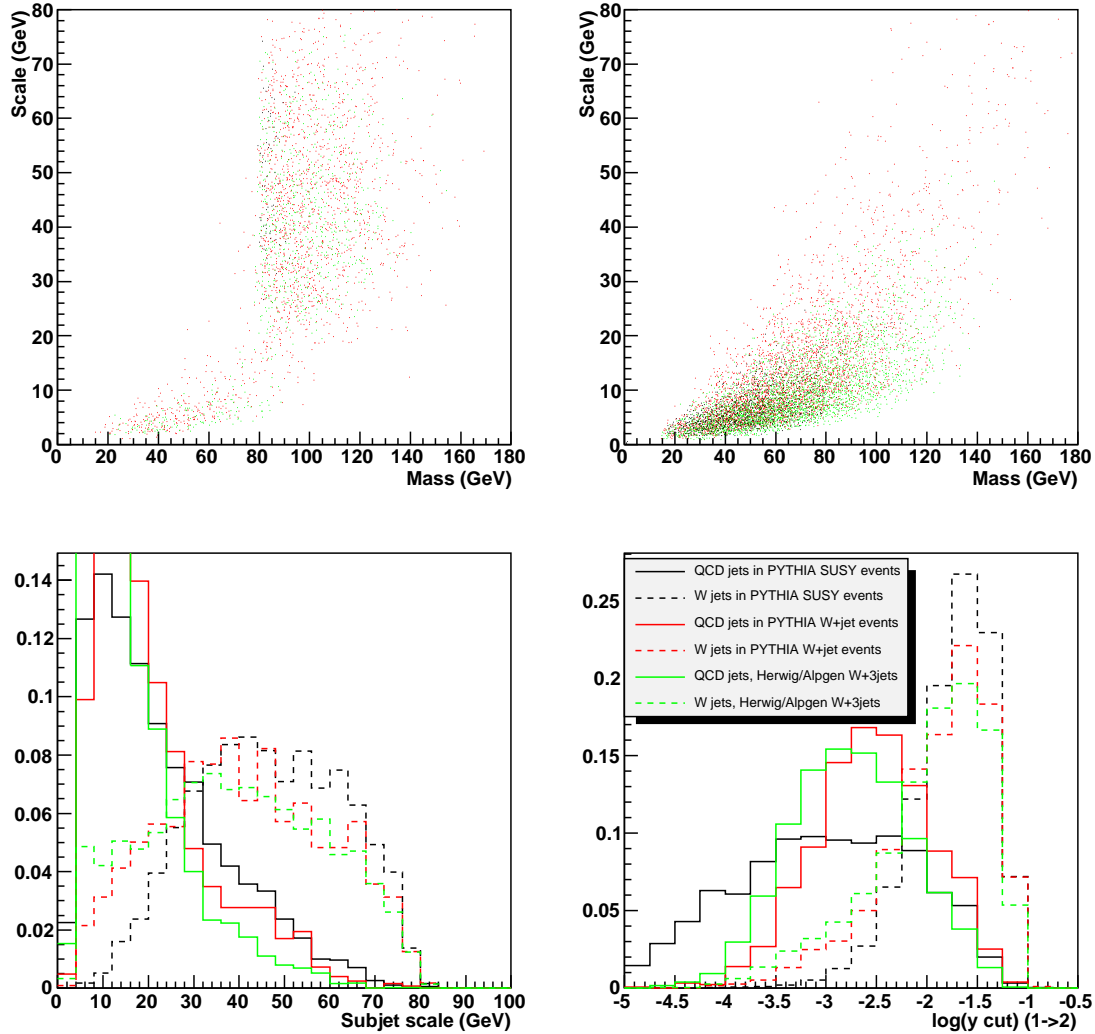 Scale (GeV)
80
70
60
50
40
30
20
10
0
0 20 40 60 80 100 120 140 160 180
Mass (GeV)
Scale (GeV)
80
70
60
50
40
30
20
10
0
0 20 40 60 80 100 120 140 160 180
Mass (GeV)
0.14
0.12
0.1
0.08
0.06
0.04
0.02
0
0 10 20 30 40 50 60 70 80 90 100
Subjet scale (GeV)
0.25
0.2
0.15
0.1
0.05
0
QCD jets in PYTHIA SUSY events
W jets in PYTHIA SUSY events
QCD jets in PYTHIA W+jet events
W jets in PYTHIA W+jet events
QCD jets, Herwig/Alpgen W+3jets
W jets, Herwig/Alpgen W+3jets
-5 -4.5 -4 -3.5 -3 -2.5 -2 -1.5 -1 -0.5
log(y cut) (1->2)